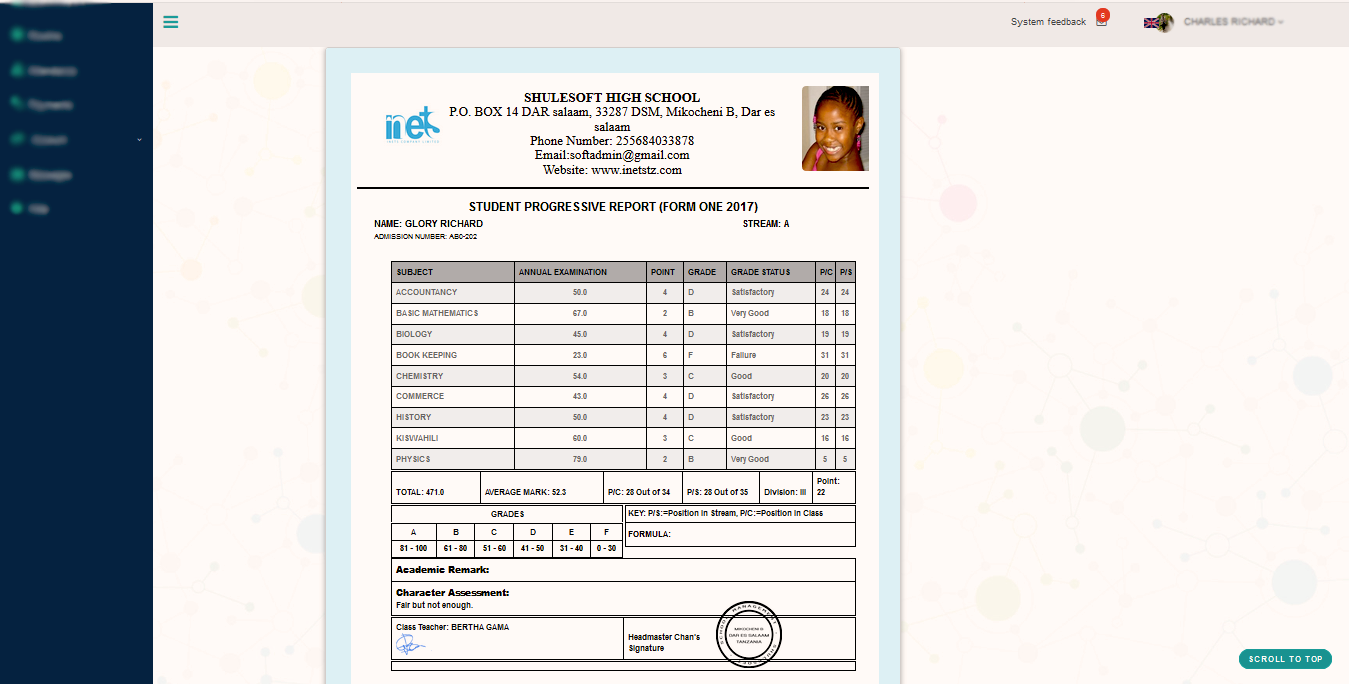 System feedback 6 CHARLES RICHARD
inet
SHULESOFT HIGH SCHOOL
P.O. BOX 14 DAR salaam, 33287 DSM, Mikocheni B, Dar es
salaam
Phone Number: 255684033878
Email:softadmin@gmail.com
Website: www.inetstz.com
STUDENT PROGRESSIVE REPORT (FORM ONE 2017)
NAME: GLORY RICHARD STREAM: A
ADMISSION NUMBER: AB0-202
SUBJECT ANNUAL EXAMINATION POINT GRADE GRADE STATUS P/C P/S
ACCOUNTANCY 50.0 4 D Satisfactory 24 24
BASIC MATHEMATICS 67.0 2 B Very Good 18 18
BIOLOGY 45.0 4 D Satisfactory 19 19
BOOK KEEPING 23.0 6 F Failure 31 31
CHEMISTRY 54.0 3 C Good 20 20
COMMERCE 43.0 4 D Satisfactory 26 26
HISTORY 50.0 4 D Satisfactory 23 23
KISWAHILI 60.0 3 C Good 16 16
PHYSICS 79.0 2 B Very Good 5 5
TOTAL: 471.0 AVERAGE MARK: 52.3 P/C: 28 Out of 34 P/S: 28 Out of 35 Division: III Point: 22
GRADES
A B C D E F
81 - 100 61 - 80 51 - 60 41 - 50 31 - 40 0 - 30
KEY: P/S:=Position in Stream, P/C:=Position in Class
FORMULA:
Academic Remark:
Character Assessment:
Fair but not enough.
Class Teacher: BERTHA GAMA
Headmaster Chan's
Signature
SCHOOL MANAGEMENT
MIKOCHENI B
DAR ES SALAAM
TANZANIA
SHULESOFT
SCROLL TO TOP